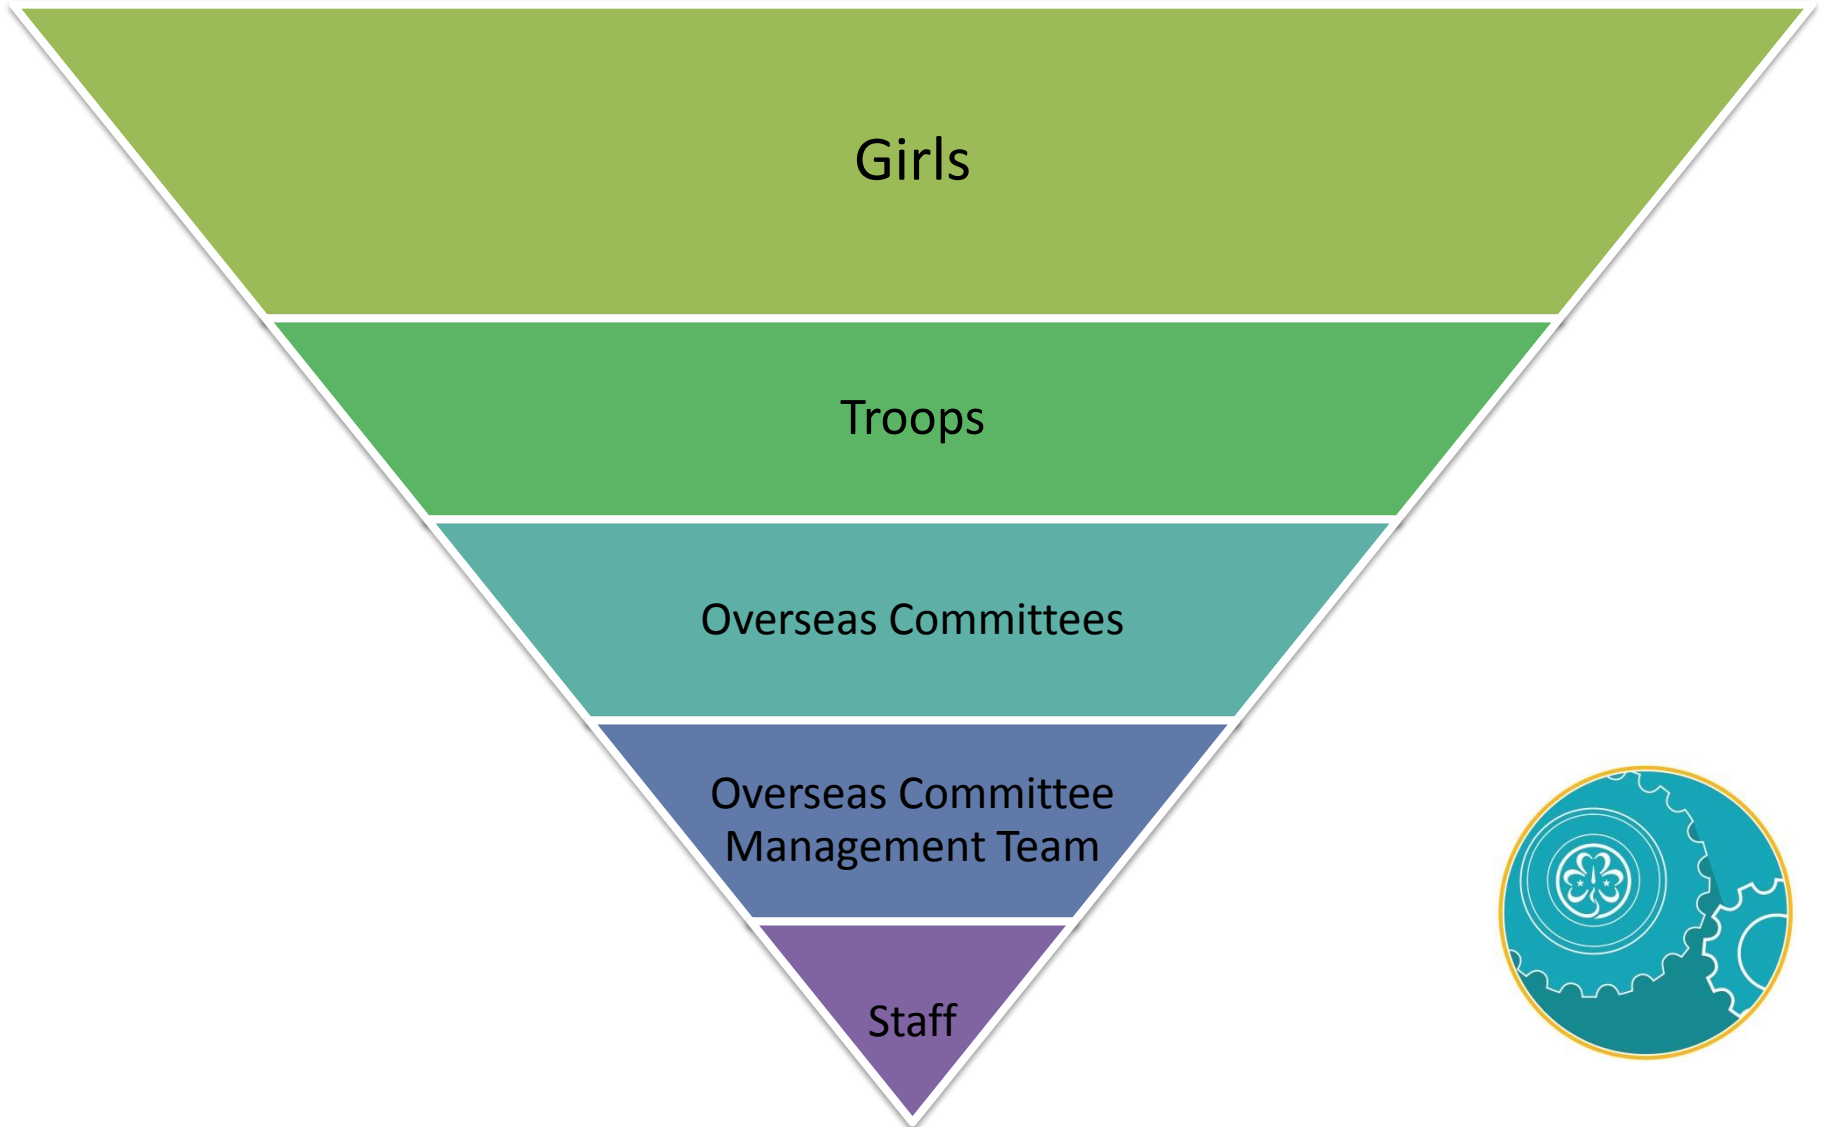 Girls
Troops
Overseas Committees
Overseas Committee
Management Team
Staff